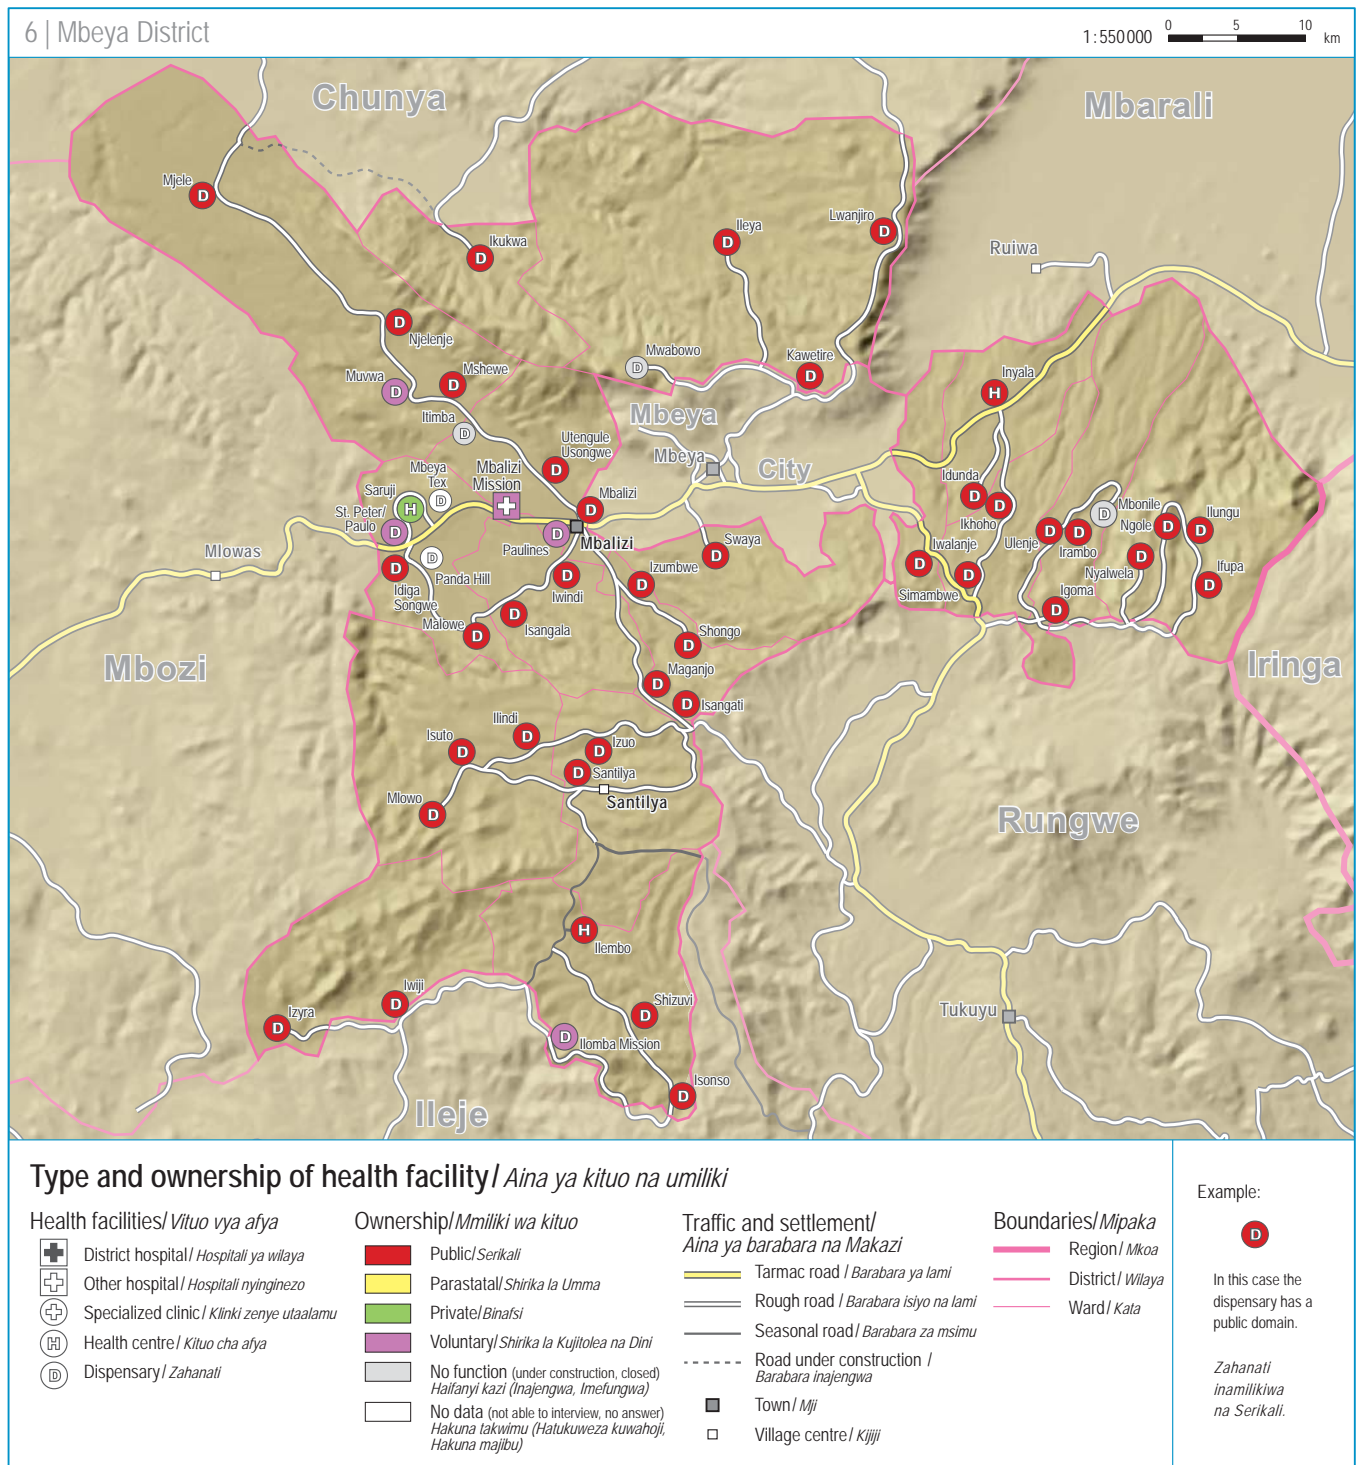 6 | Mbeya District
1 : 550 000
0 5 10
km
Chunya
Mbarali
Mjele
Ikukwa
Ileya
Lwanjiro
Ruiwa
Njelenje
Mwabowo
Kawetire
Mshewe
Muvwa
Inyala
Itimba
Mbeya
Utengule
Usongwe
Mbeya
City
Mbeya
Tex
Mbalizi
Mission
Idunda
Saruji
Mbalizi
Ikhoho
Mbonile
Ngole
Ilungu
St. Peter/
Paulo
Paulines
Mbalizi
Swaya
Iwalanje
Ulenje
Irambo
Mlowas
Panda Hill
Izumbwe
Nyalwela
Ifupa
Idiga
Songwe
Iwindi
Simambwe
Igoma
Malowe
Isangala
Shongo
Mbozi
Maganjo
Iringa
Isangati
Ilindi
Isuto
Izuo
Santilya
Mlowo
Santilya
Rungwe
H
Ilembo
Iwiji
Izyra
Shizuvi
Tukuyu
Ilomba Mission
Isonso
Ileje
Type and ownership of health facility/ Aina ya kituo na umiliki
Health facilities/ Vituo vya afya
District hospital/ Hospitali ya wilaya
Other hospital/ Hospitali nyinginezo
Specialized clinic/ Klinki zenye utaalamu
H Health centre/ Kituo cha afya
D Dispensary/ Zahanati
Ownership/ Mmiliki wa kituo
Public/ Serikali
Parastatal/ Shirika la Umma
Private/ Binafsi
Voluntary/ Shirika la Kujitolea na Dini
No function (under construction, closed)
Haifanyi kazi (Inajengwa, Imefungwa)
No data (not able to interview, no answer)
Hakuna takwimu (Hatukuweza kuwahoji,
Hakuna majibu)
Traffic and settlement/
Aina ya barabara na Makazi
Tarmac road / Barabara ya lami
Rough road / Barabara isiyo na lami
Seasonal road / Barabara za msimu
Road under construction /
Barabara inajengwa
Town / Mji
Village centre / Kijiji
Boundaries/ Mipaka
Region / Mkoa
District / Wilaya
Ward / Kata
Example:
D
In this case the
dispensary has a
public domain.
Zahanati
inamilikiwa
na Serikali.